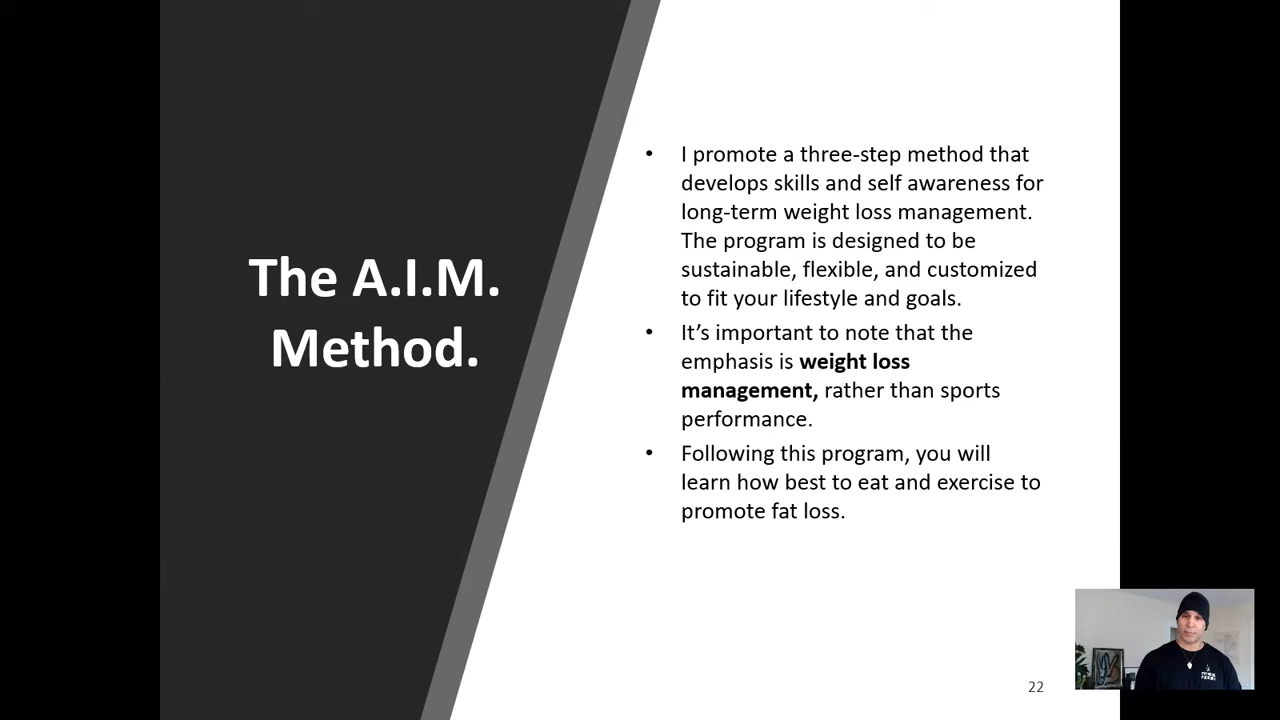 The A.I.M.
Method.
• I promote a three-step method that
develops skills and self awareness for
long-term weight loss management.
The program is designed to be
sustainable, flexible, and customized
to fit your lifestyle and goals.
• It’s important to note that the
emphasis is weight loss
management, rather than sports
performance.
• Following this program, you will
learn how best to eat and exercise to
promote fat loss.
22